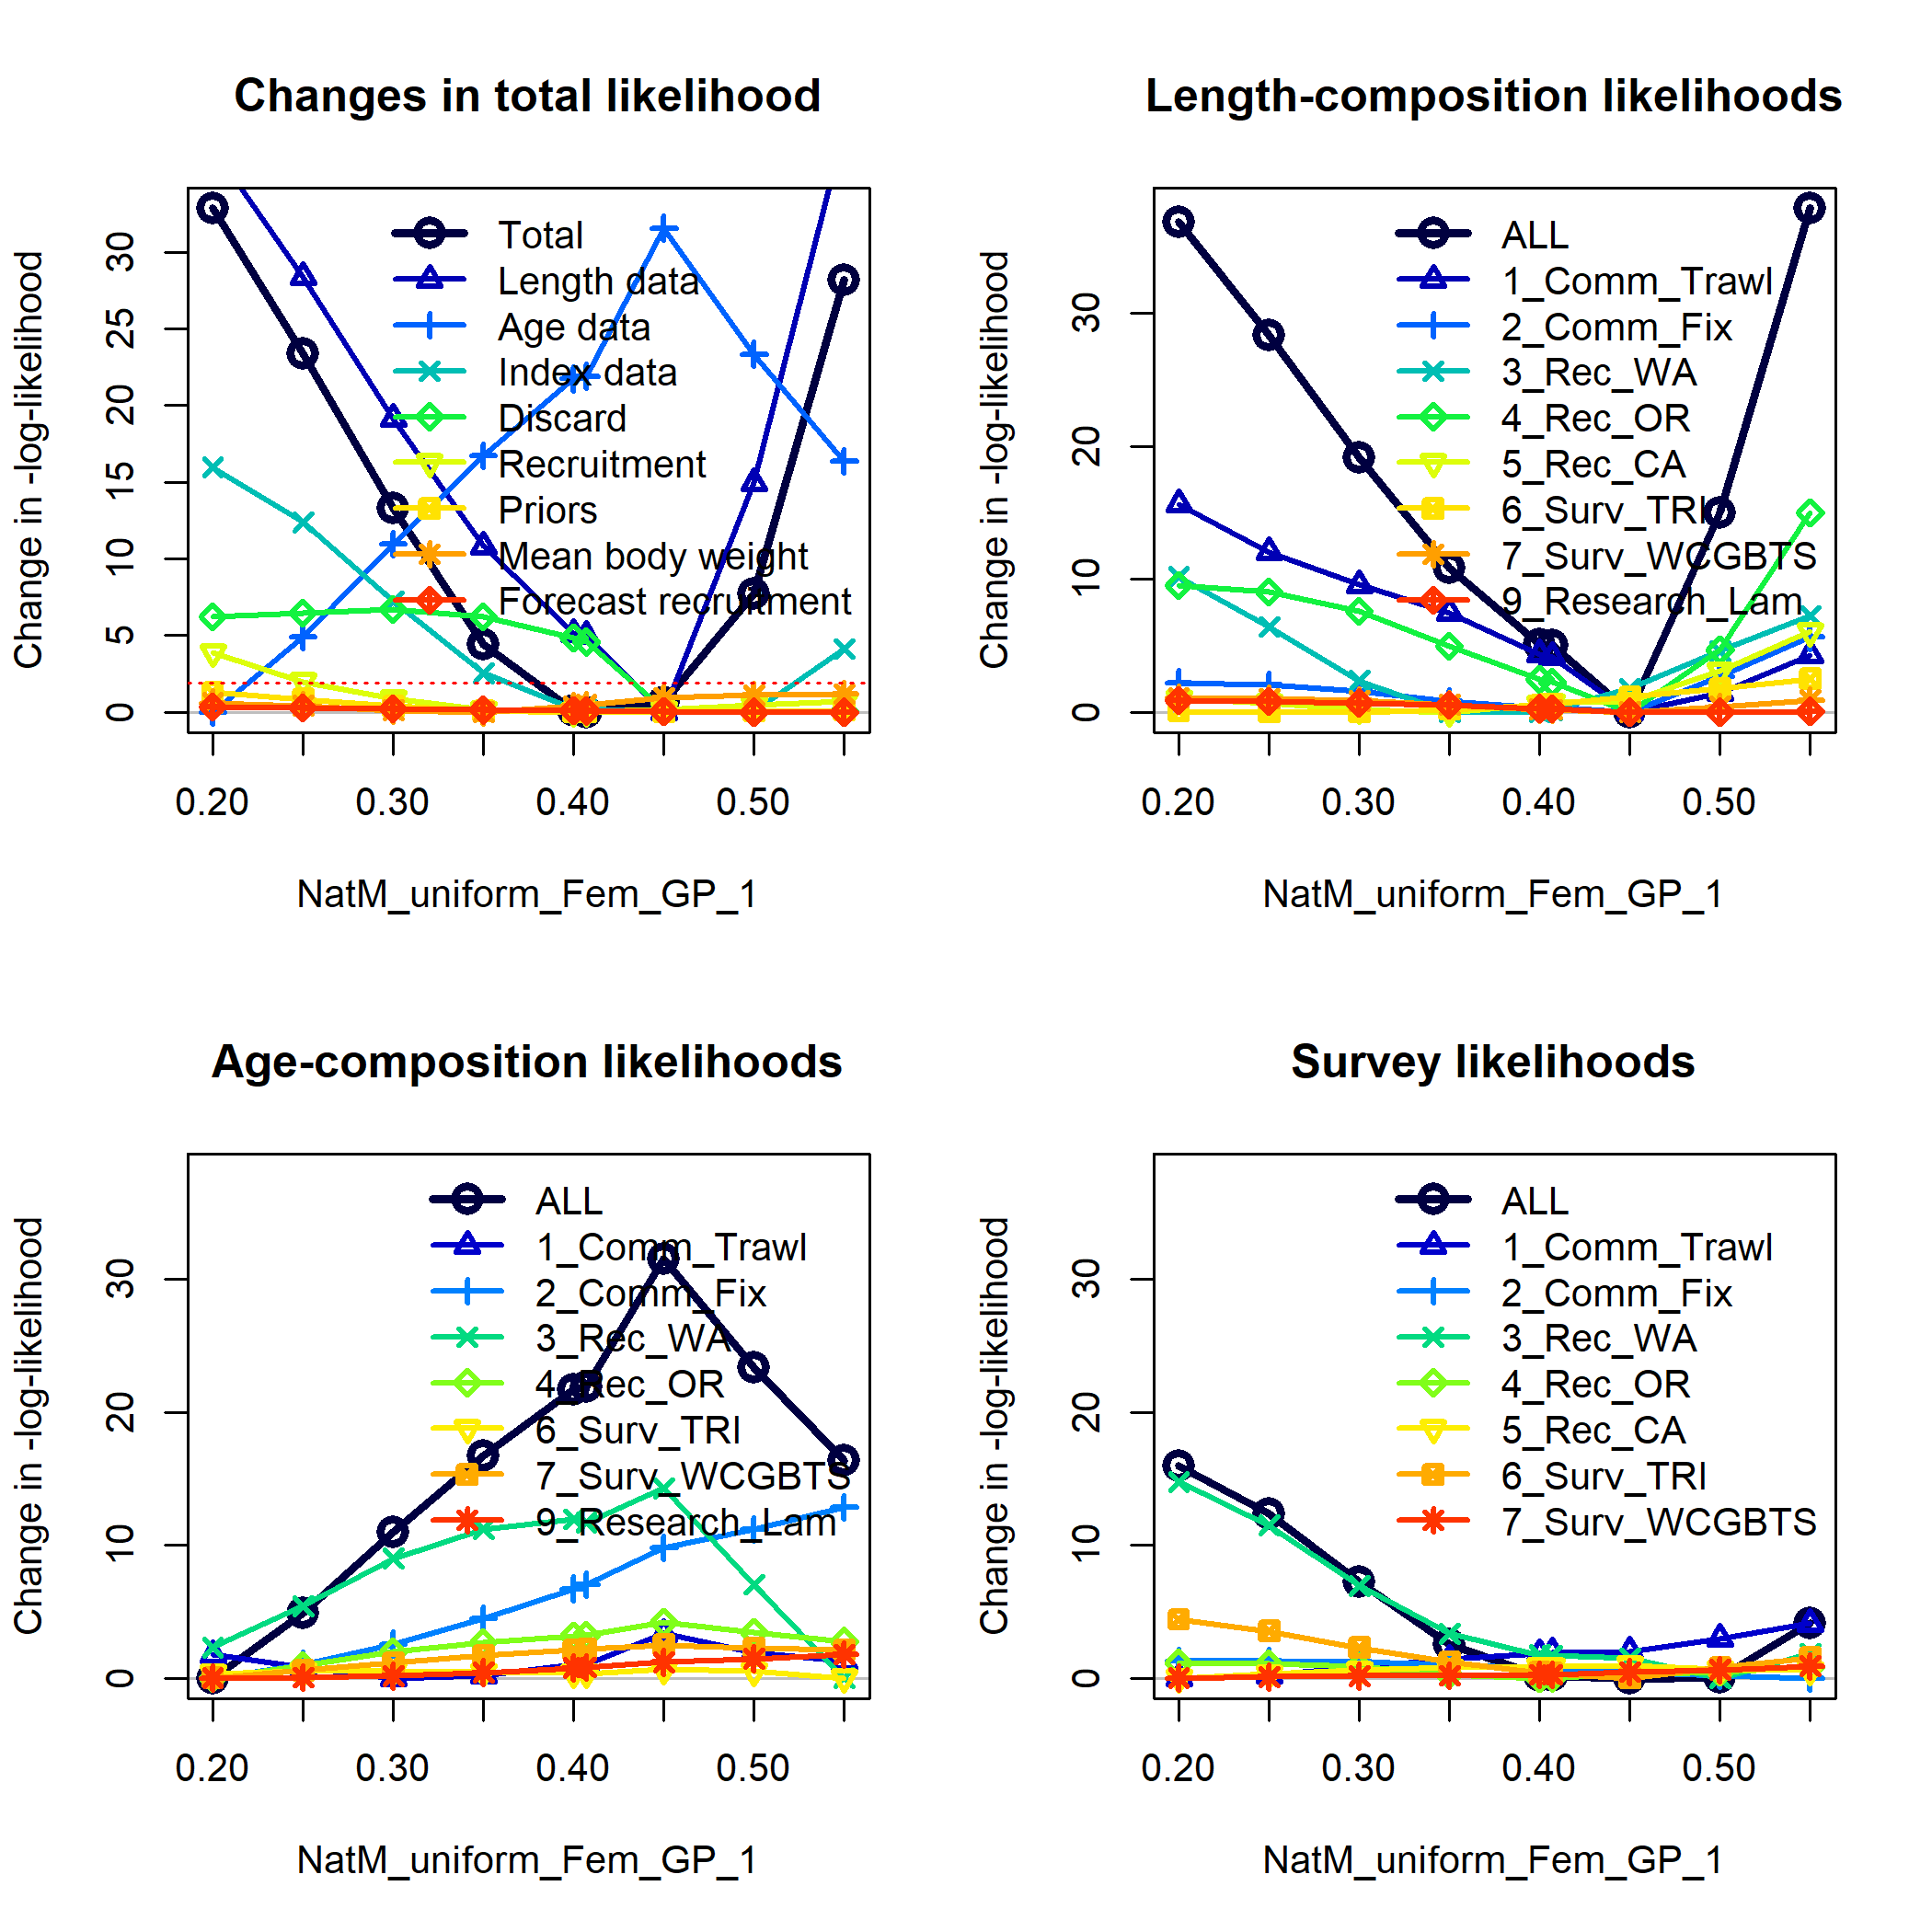 Changes in total likelihood
Change in -log-likelihood
30
25
20
15
10
5
0
Total
Length data
Age data
Index data
Discard
Recruitment
Priors
Mean body weight
Forecast recruitment
0.20 0.30 0.40 0.50
NatM_uniform_Fem_GP_1
Length-composition likelihoods
Change in -log-likelihood
30
20
10
0
ALL
1_Comm_Trawl
2_Comm_Fix
3_Rec_WA
4_Rec_OR
5_Rec_CA
6_Surv_TRI
7_Surv_WCGBTS
9_Research_Lam
0.20 0.30 0.40 0.50
NatM_uniform_Fem_GP_1
Age-composition likelihoods
Change in -log-likelihood
30
20
10
0
ALL
1_Comm_Trawl
2_Comm_Fix
3_Rec_WA
4_Rec_OR
6_Surv_TRI
7_Surv_WCGBTS
9_Research_Lam
0.20 0.30 0.40 0.50
NatM_uniform_Fem_GP_1
Survey likelihoods
Change in -log-likelihood
30
20
10
0
ALL
1_Comm_Trawl
2_Comm_Fix
3_Rec_WA
4_Rec_OR
5_Rec_CA
6_Surv_TRI
7_Surv_WCGBTS
0.20 0.30 0.40 0.50
NatM_uniform_Fem_GP_1